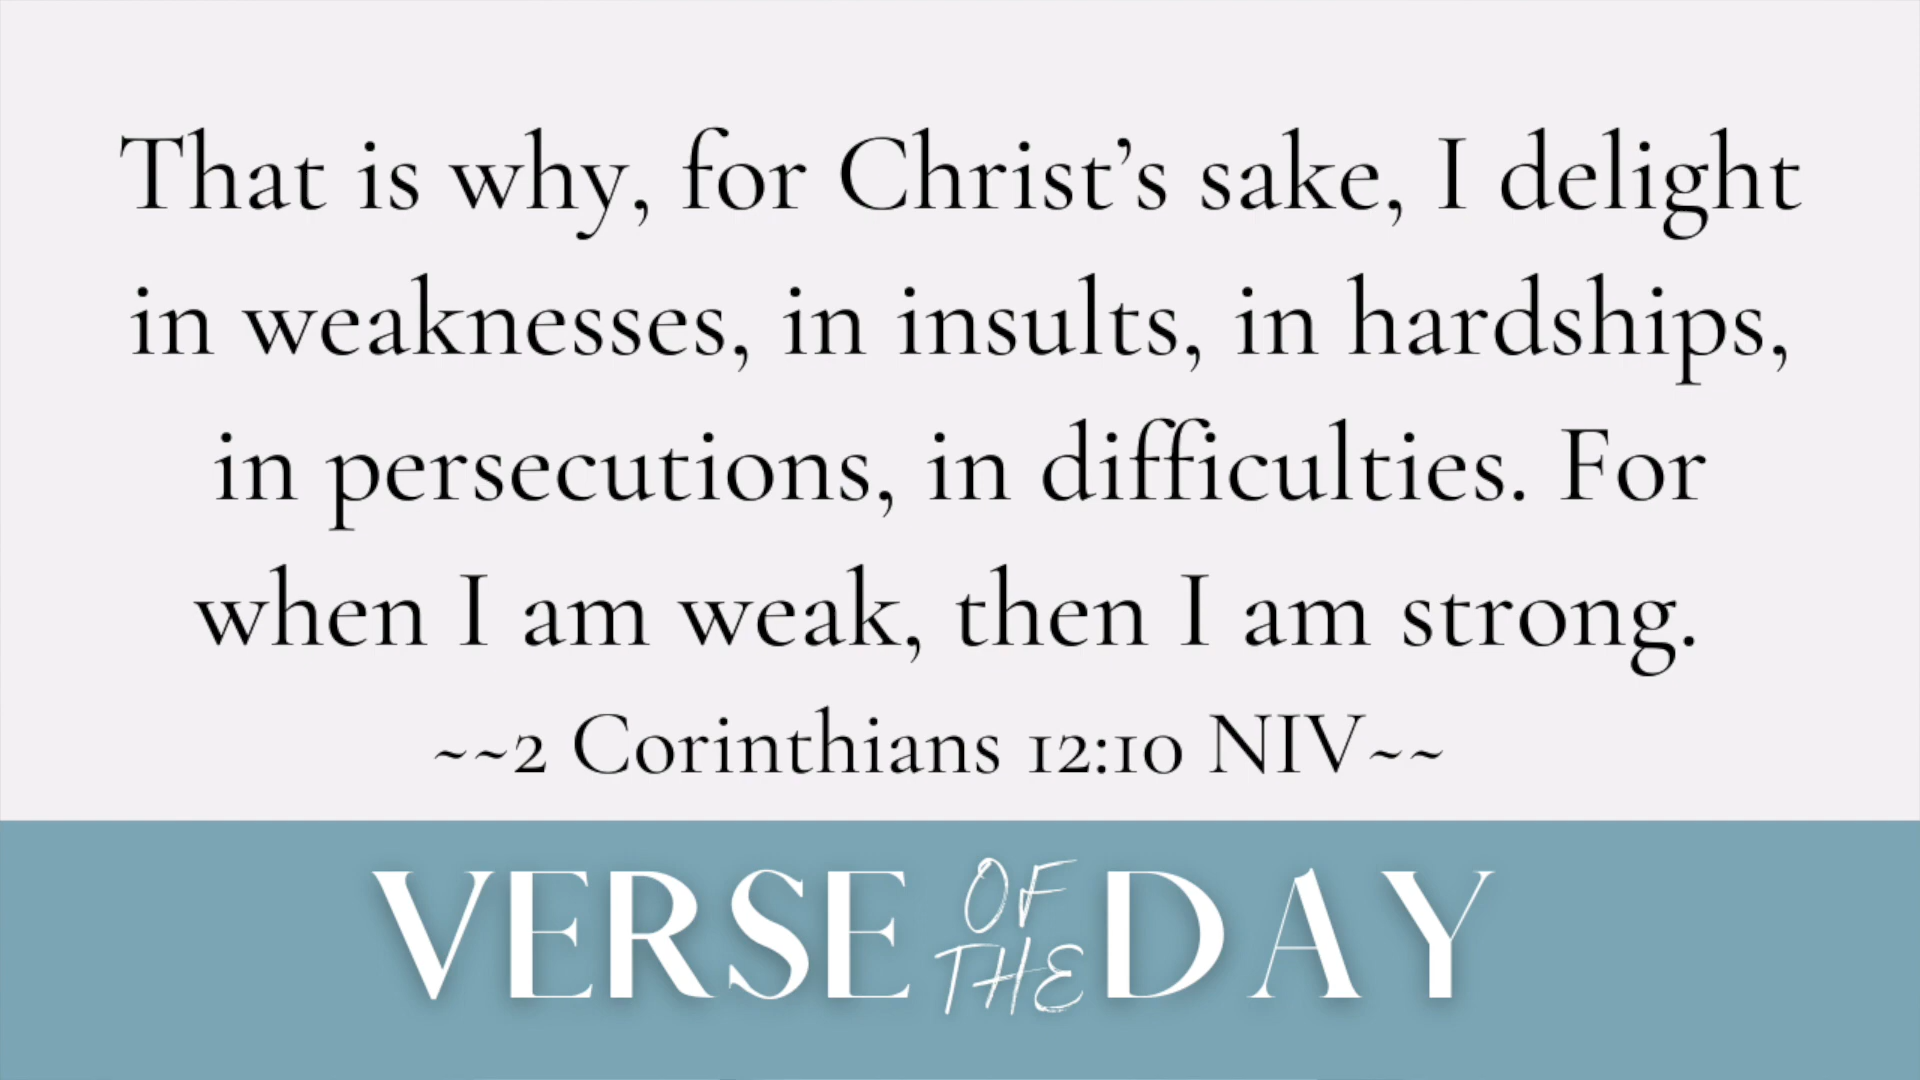 That is why, for Christ’s sake, I delight
in weaknesses, in insults, in hardships,
in persecutions, in difficulties. For
when I am weak, then I am strong.
~~2 Corinthians 12:10 NIV~~
VERSE OF THE DAY